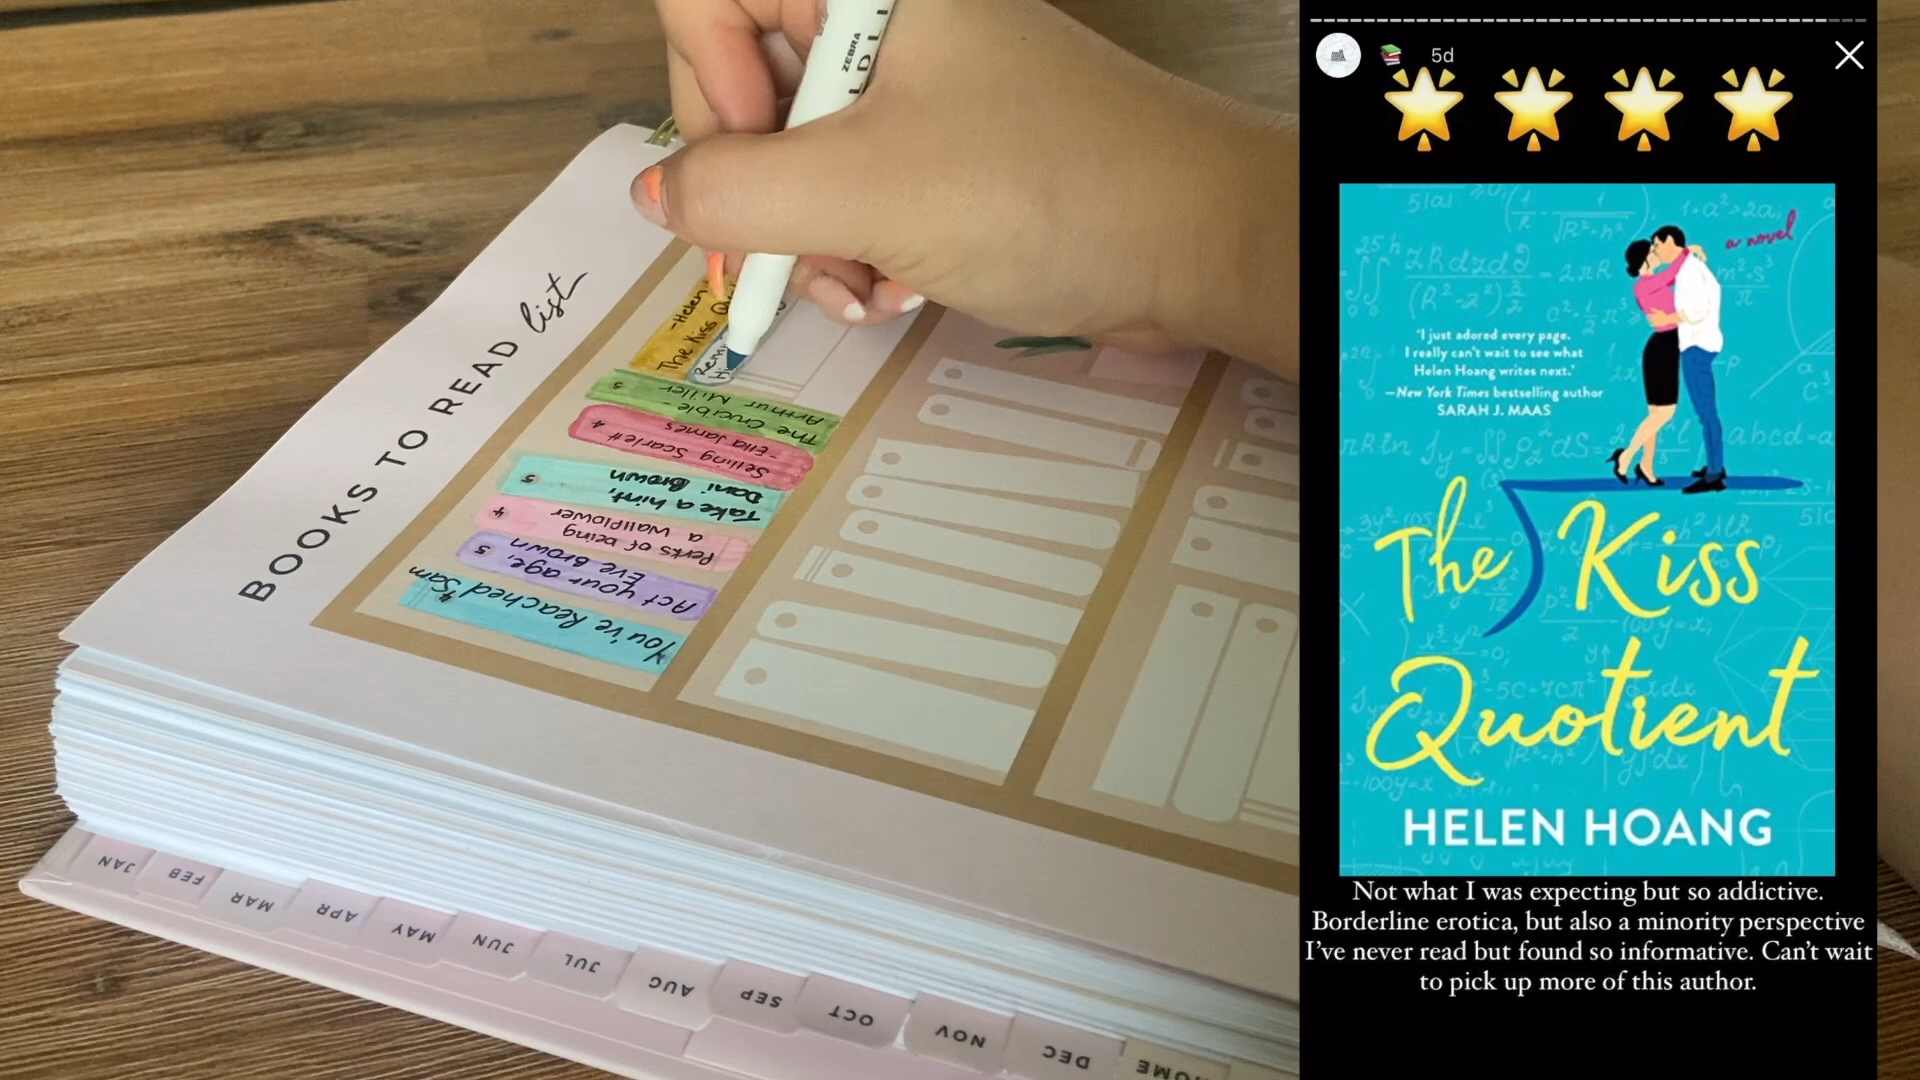 BOOKS TO READ list
-Helen
The Kiss
The Crucible-
Arthur Miller
5
Selling Scarlett
-Ella James
4
Take a hint,
Dani Brown
5
Perks of being
a wallflower
4
Act your age,
Eve Brown
5
You've Reached Sam
4
ZEBRA
JAN
FEB
MAR
APR
MAY
JUN
JUL
AUG
SEP
OCT
NOV
DEC
5d
a novel
'I just adored every page.
I really can't wait to see what
Helen Hoang writes next.'
—New York Times bestselling author
SARAH J. MAAS
The Kiss
Quotient
HELEN HOANG
Not what I was expecting but so addictive.
Borderline erotica, but also a minority perspective
I've never read but found so informative. Can't wait
to pick up more of this author.